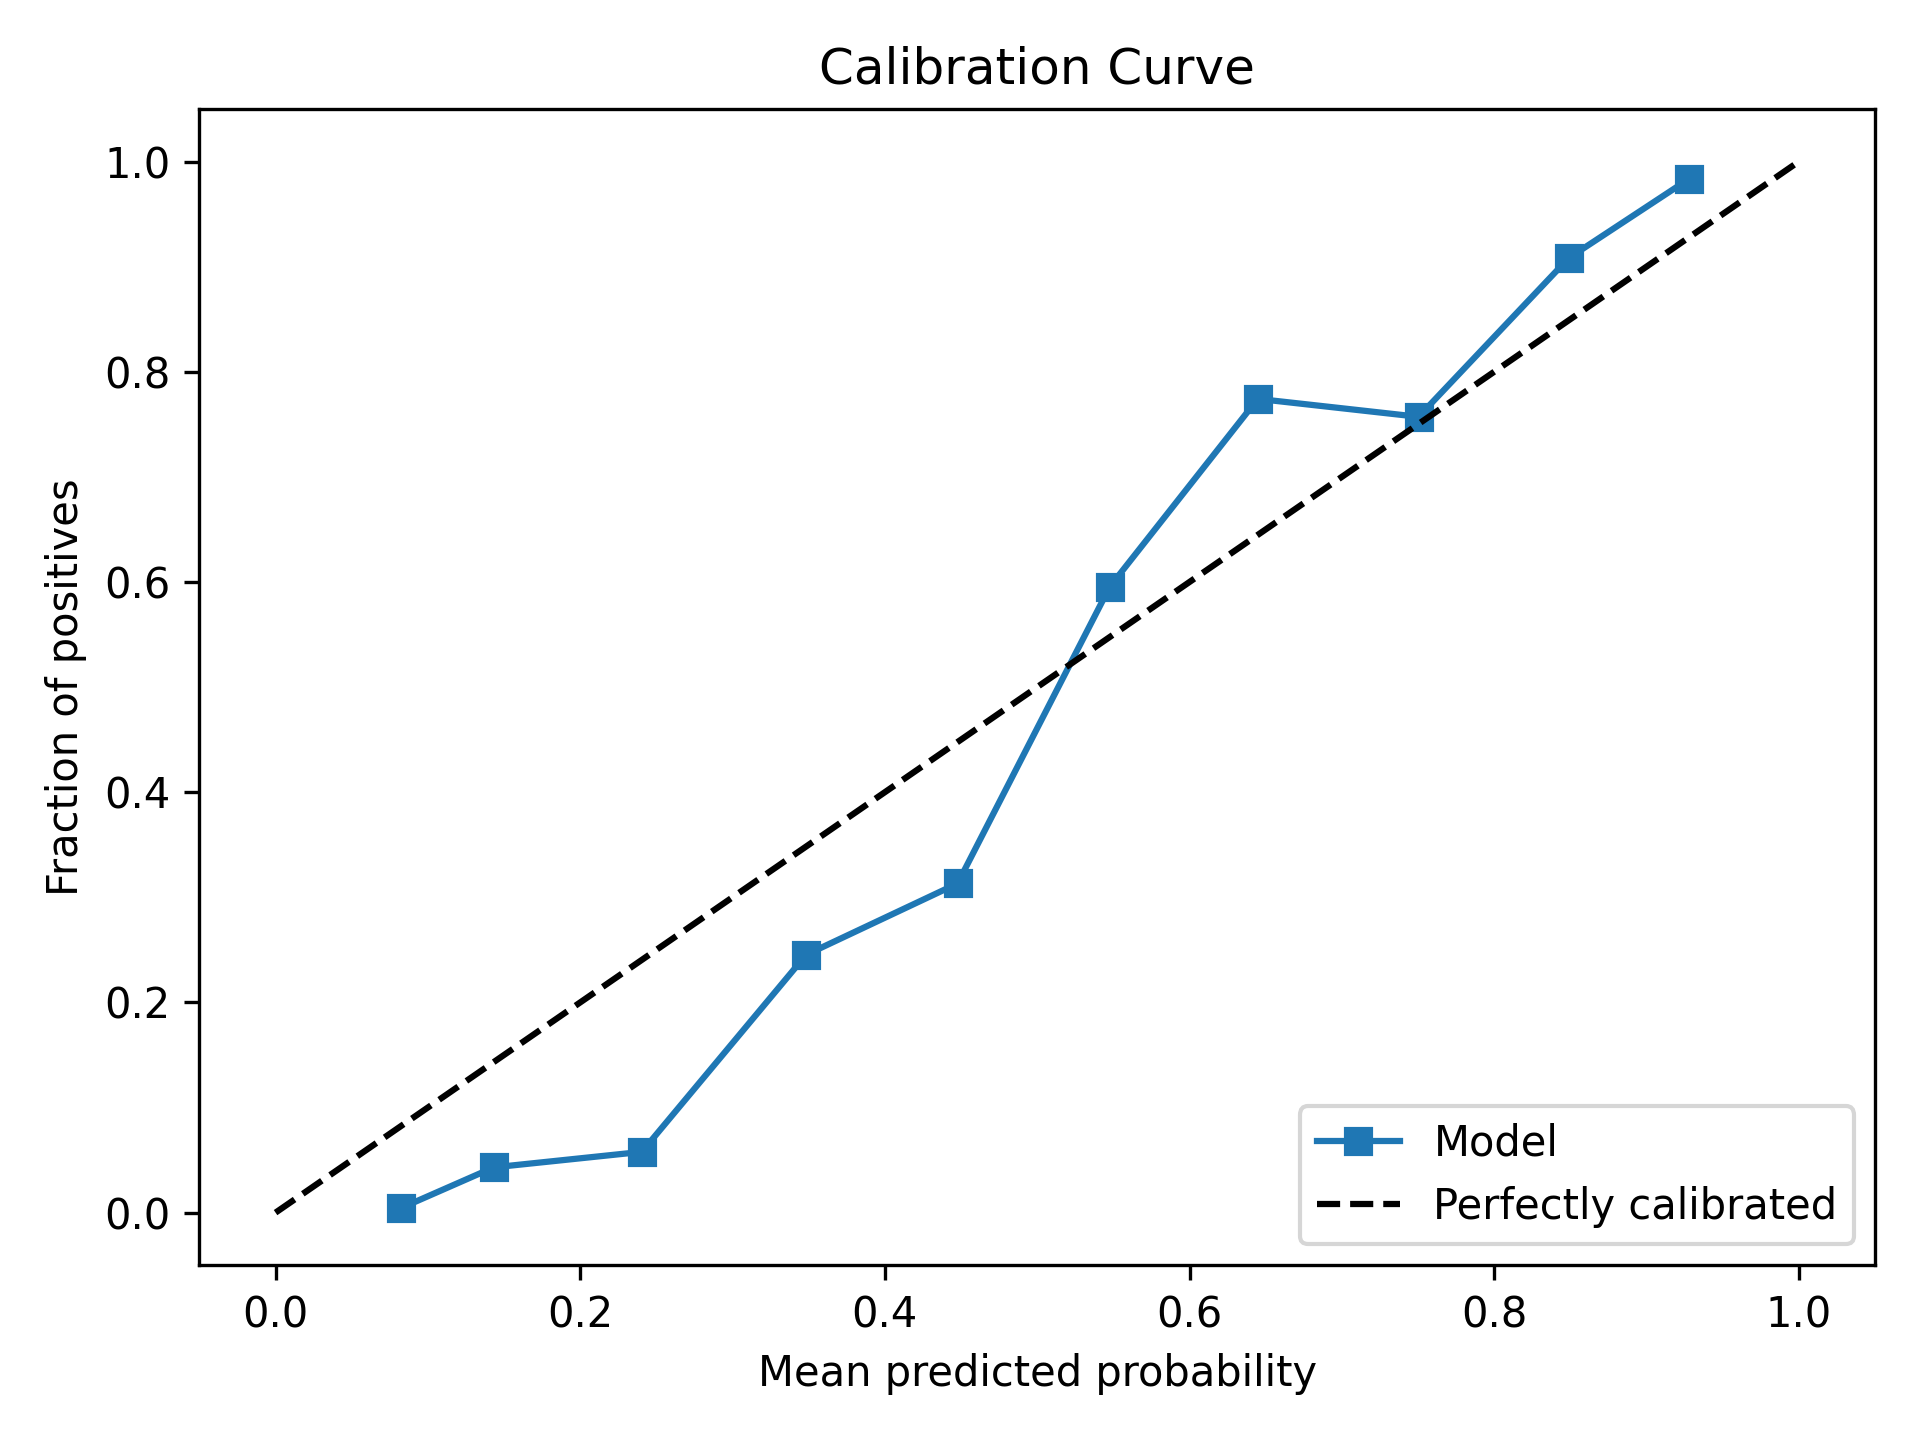 Calibration Curve
1.0
0.8
0.6
0.4
0.2
0.0
Fraction of positives
0.0 0.2 0.4 0.6 0.8 1.0
Mean predicted probability
Model
Perfectly calibrated